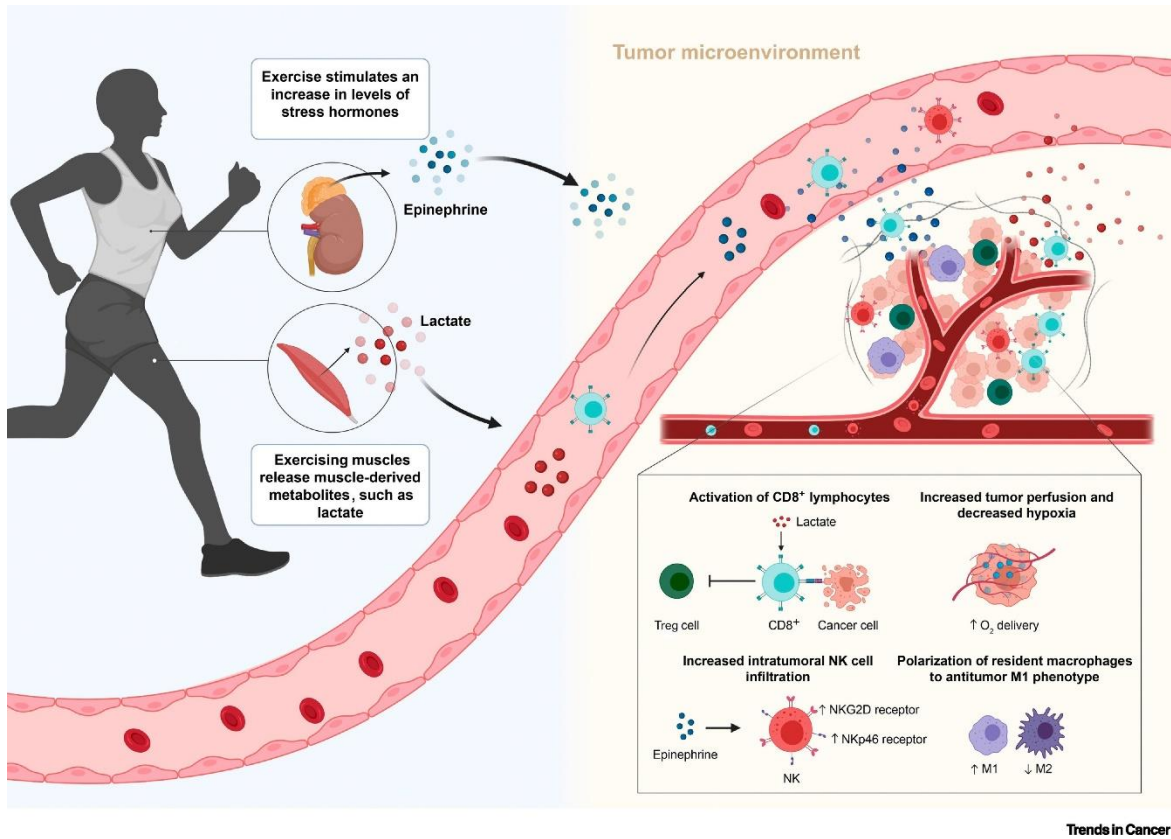 Tumor microenvironment
Exercise stimulates an
increase in levels of
stress hormones
Epinephrine
Lactate
Exercising muscles
release muscle-derived
metabolites, such as
lactate
Activation of CD8⁺ lymphocytes
Lactate
Treg cell
CD8⁺
Cancer cell
Increased tumor perfusion and
decreased hypoxia
↑ O₂ delivery
Increased intratumoral NK cell
infiltration
Epinephrine
↑ NKG2D receptor
↑ NKp46 receptor
NK
Polarization of resident macrophages
to antitumor M1 phenotype
↑ M1
↓ M2
Trends in Cancer